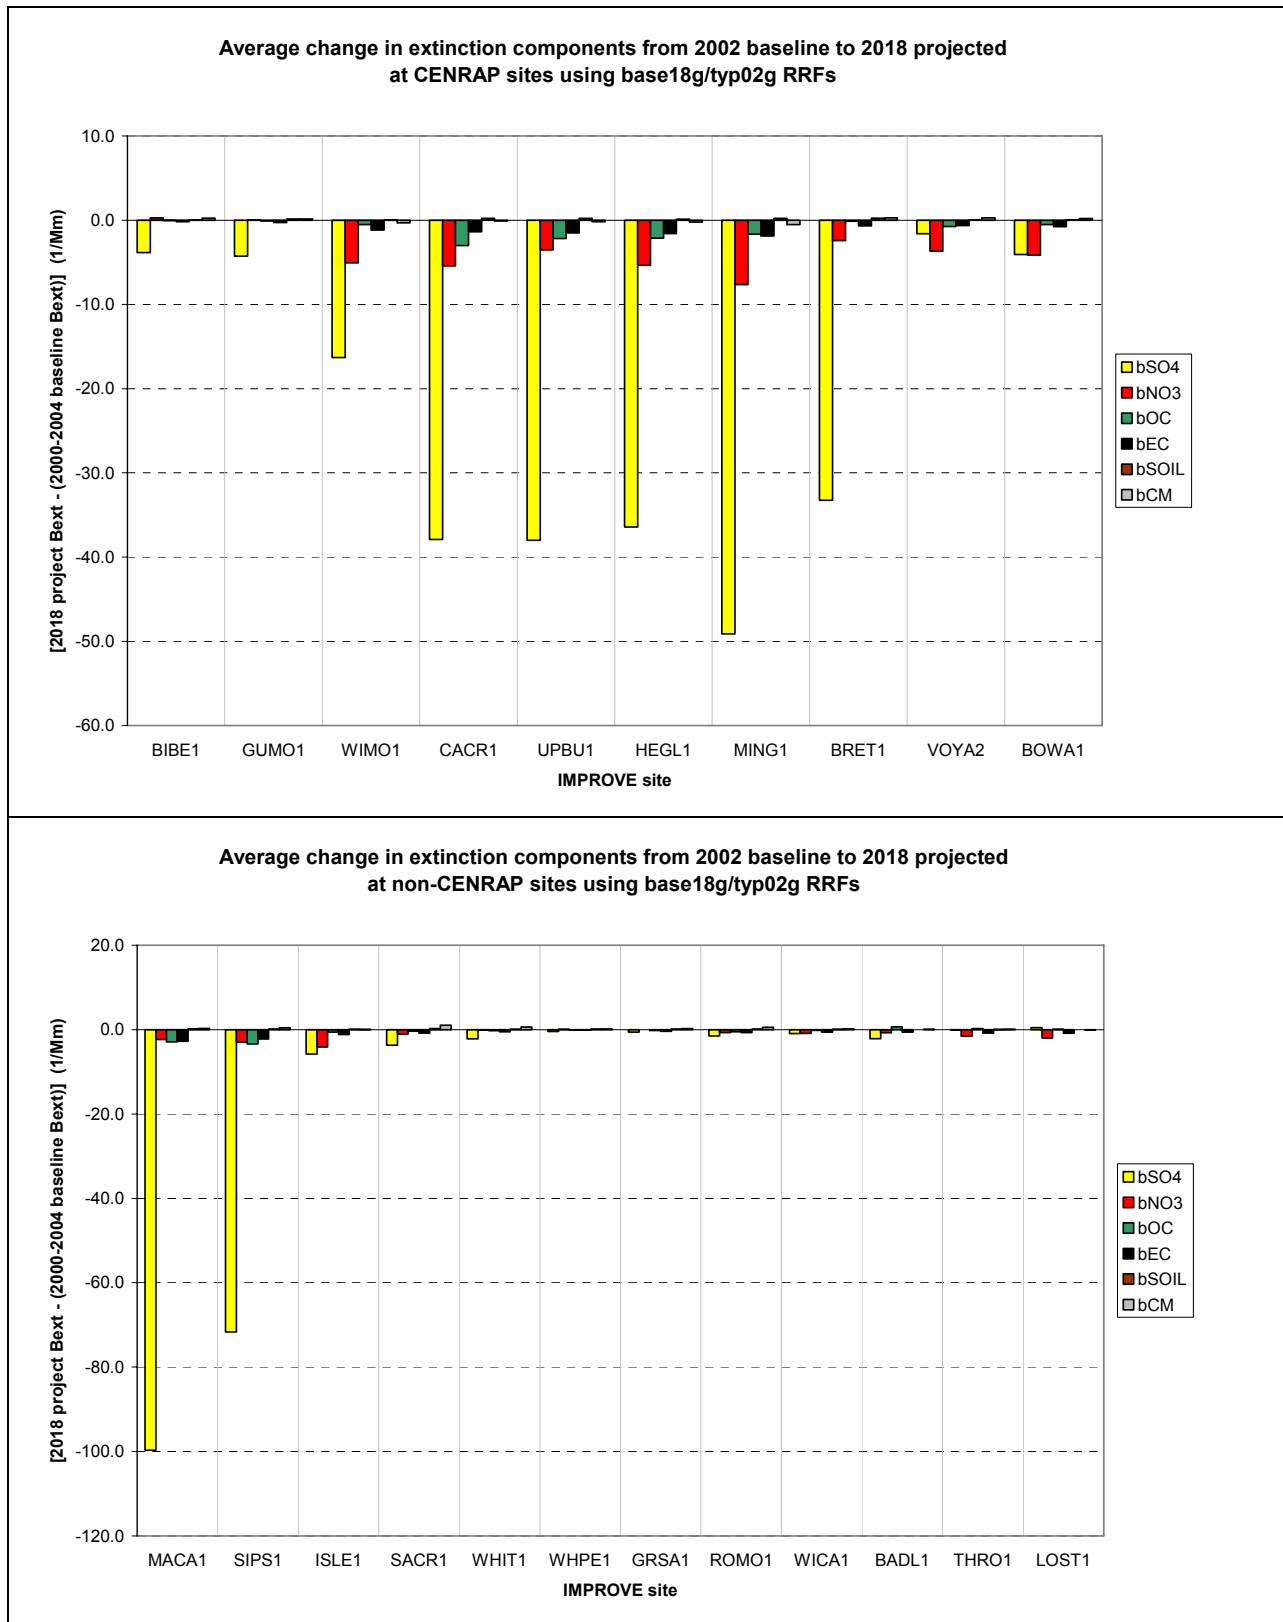 Average change in extinction components from 2002 baseline to 2018 projected
at CENRAP sites using base18g/typ02g RRFs
[2018 project Bext - (2000-2004 baseline Bext)] (1/Mm)
10.0
0.0
-10.0
-20.0
-30.0
-40.0
-50.0
-60.0
bSO4
bNO3
bOC
bEC
bSOIL
bCM
BIBE1 GUMO1 WIMO1 CACR1 UPBU1 HEGL1 MING1 BRET1 VOYA2 BOWA1
IMPROVE site
Average change in extinction components from 2002 baseline to 2018 projected
at non-CENRAP sites using base18g/typ02g RRFs
[2018 project Bext - (2000-2004 baseline Bext)] (1/Mm)
20.0
0.0
-20.0
-40.0
-60.0
-80.0
-100.0
-120.0
bSO4
bNO3
bOC
bEC
bSOIL
bCM
MACA1 SIPS1 ISLE1 SACR1 WHIT1 WHPE1 GRSA1 ROMO1 WICA1 BADL1 THRO1 LOST1
IMPROVE site